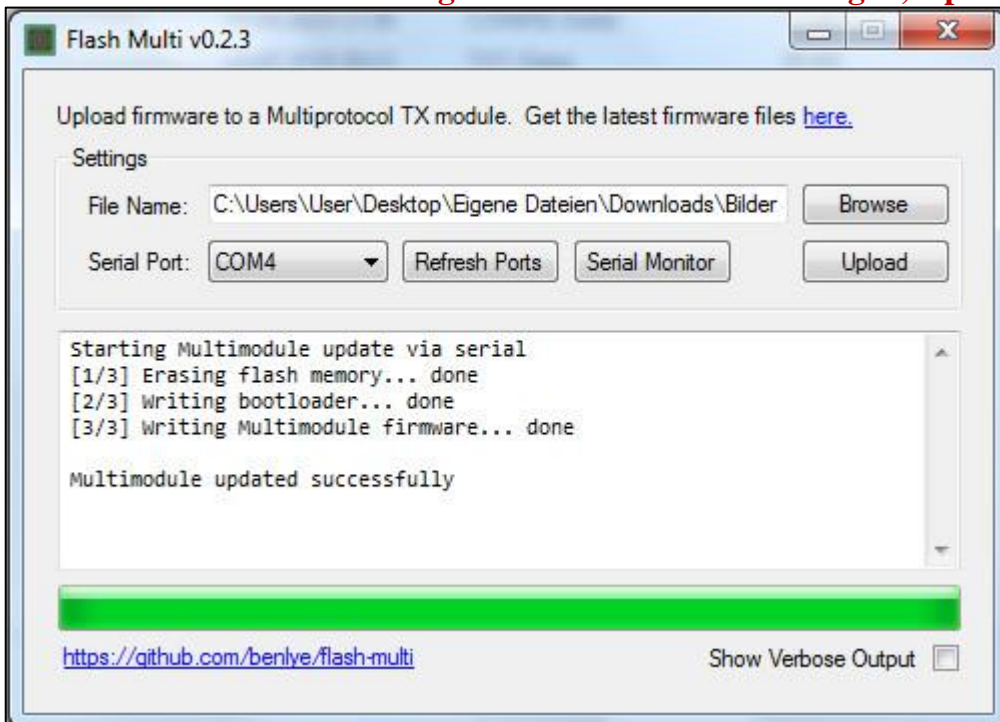 Flash Multi v0.2.3
Upload firmware to a Multiprotocol TX module. Get the latest firmware files here.
Settings
File Name: C:\Users\User\Desktop\Eigene Dateien\Downloads\Bilder Browse
Serial Port: COM4 Refresh Ports Serial Monitor Upload
Starting Multimodule update via serial
[1/3] Erasing flash memory... done
[2/3] Writing bootloader... done
[3/3] Writing Multimodule firmware... done
Multimodule updated successfully
https://github.com/benlye/flash-multi Show Verbose Output